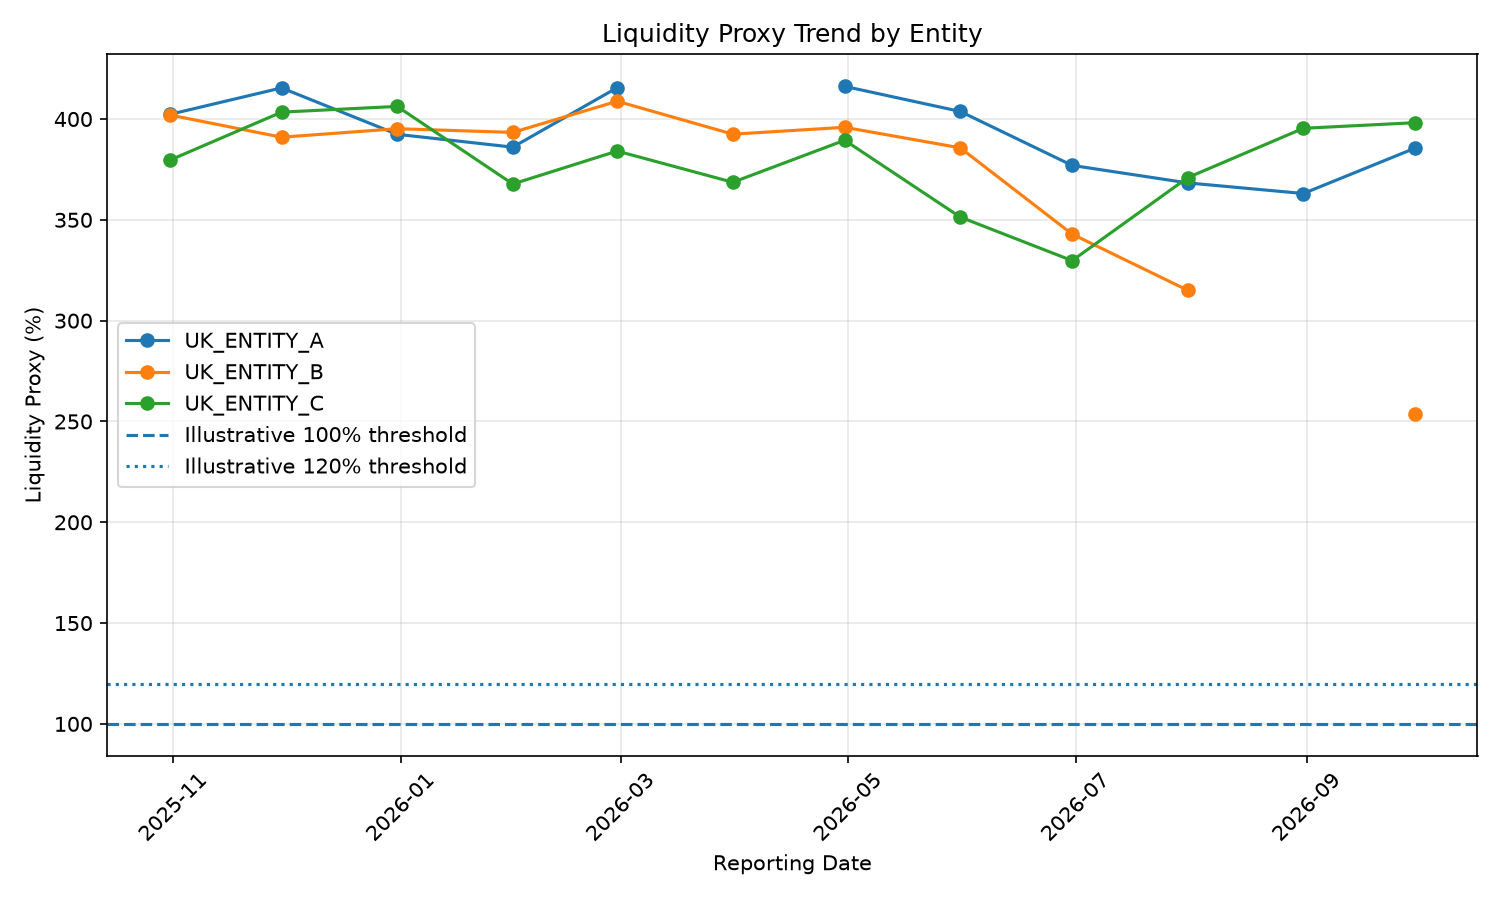 Liquidity Proxy Trend by Entity
Liquidity Proxy (%)
400
350
300
250
200
150
100
UK_ENTITY_A
UK_ENTITY_B
UK_ENTITY_C
Illustrative 100% threshold
Illustrative 120% threshold
2025-11
2026-01
2026-03
2026-05
2026-07
2026-09
Reporting Date